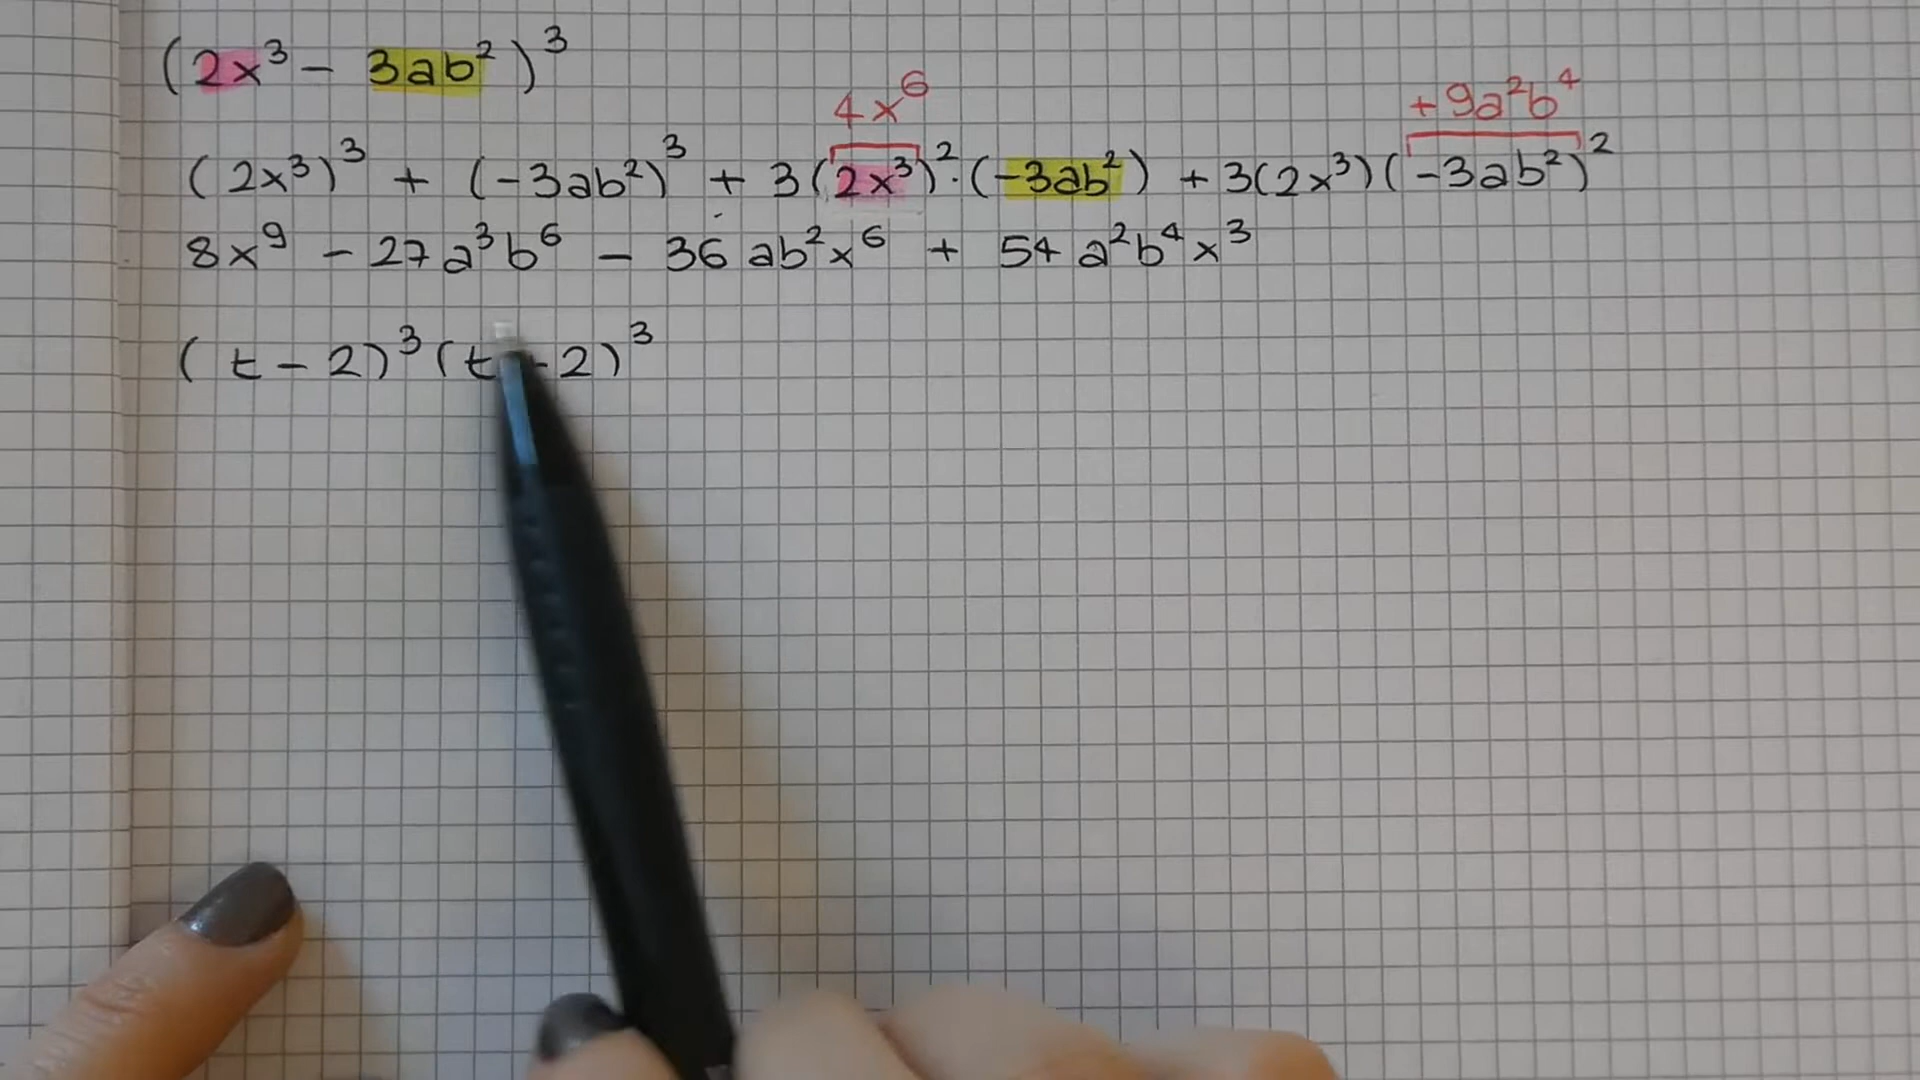 (2x³ - 3ab²)³
4x⁶ +9a²b⁴
(2x³)³ + (-3ab²)³ + 3(2x³)²·(-3ab²) + 3(2x³)(-3ab²)²
8x⁹ - 27a³b⁶ - 36ab²x⁶ + 54a²b⁴x³
(t-2)³(t-2)³